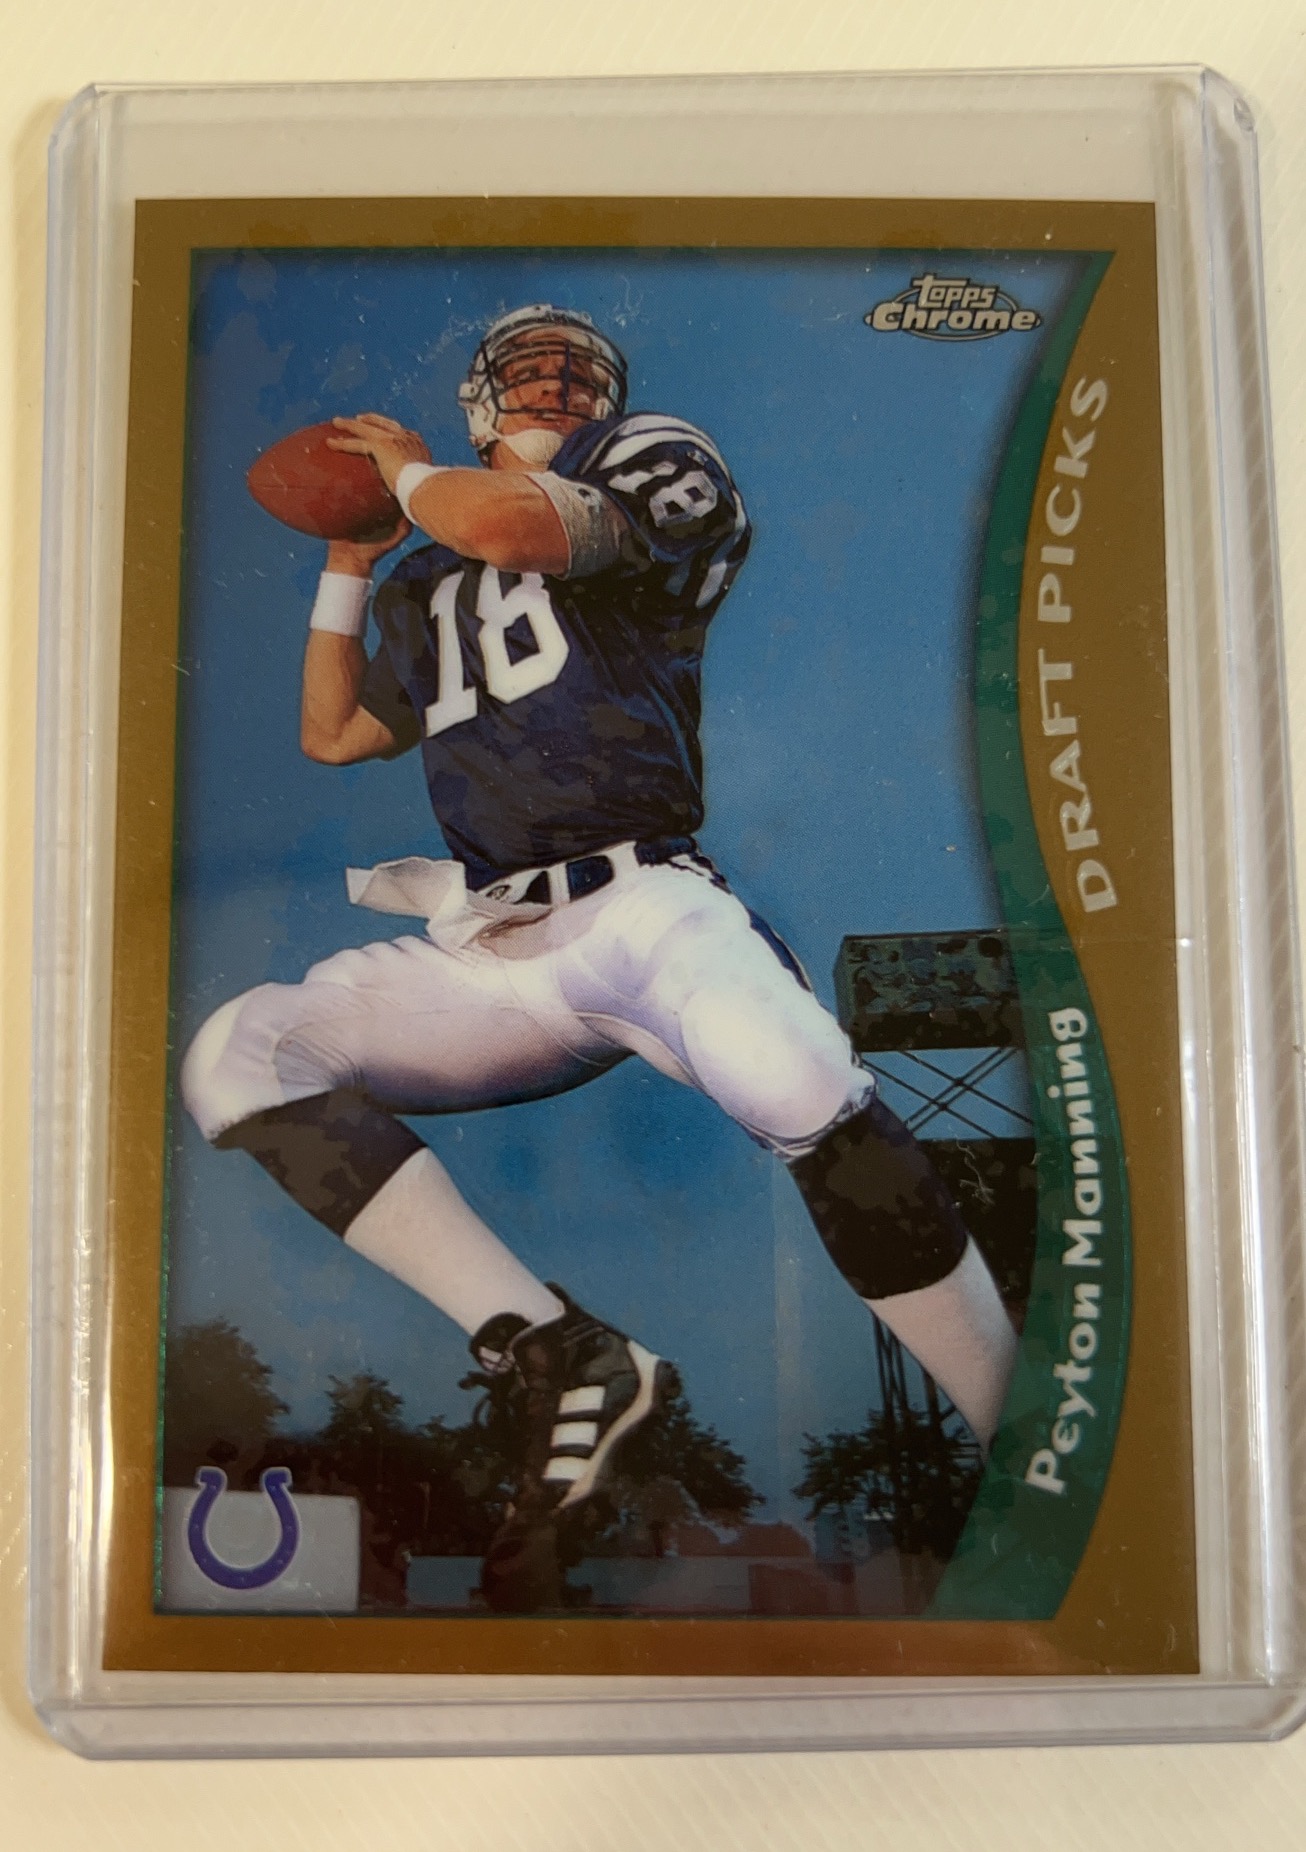 Topps
Chrome
DRAFT PICKS
Peyton Manning
18
18